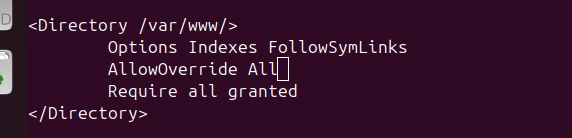 <Directory /var/www/>
        Options Indexes FollowSymLinks
        AllowOverride All
        Require all granted
</Directory>